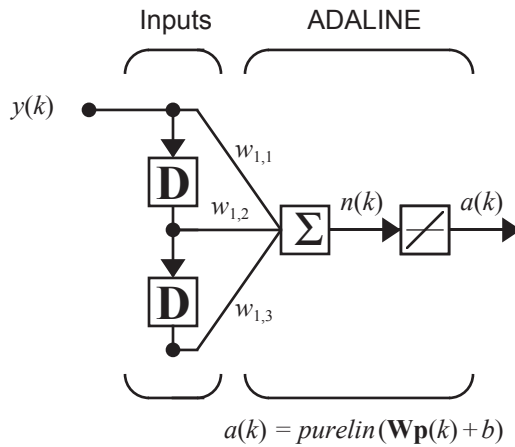 Inputs ADALINE
y(k)
w1,1
D
w1,2
n(k) a(k)
Σ
D
w1,3
a(k) = purelin(Wp(k) + b)